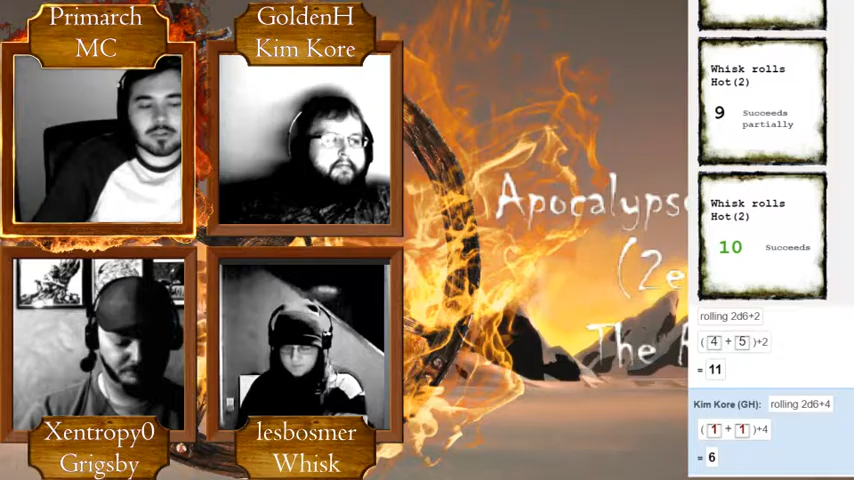 Primarch
MC
GoldenH
Kim Kore
Xentropy0
Grigsby
lesbosmer
Whisk
Apocalypse
(2e
The
Whisk rolls
Hot(2)
9 Succeeds
partially
Whisk rolls
Hot(2)
10 Succeeds
rolling 2d6+2
( 4 + 5 )+2
= 11
Kim Kore (GH): rolling 2d6+4
( 1 + 1 )+4
= 6